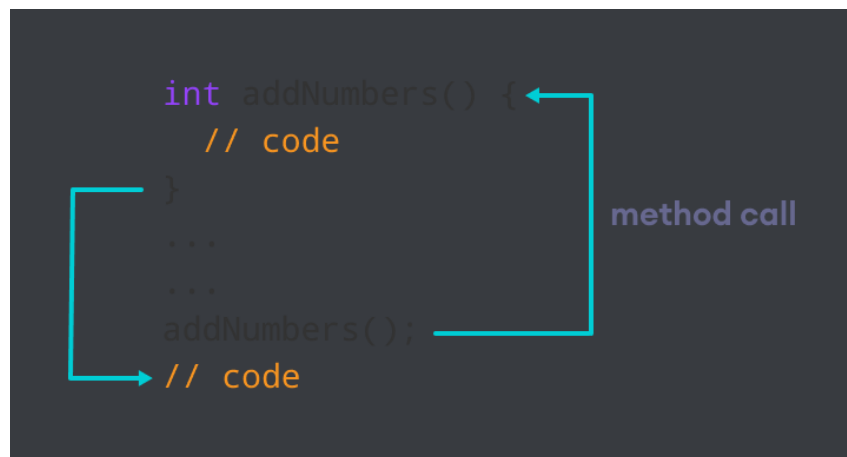 int addNumbers() {
// code
}
...
...
addNumbers();
// code
method call